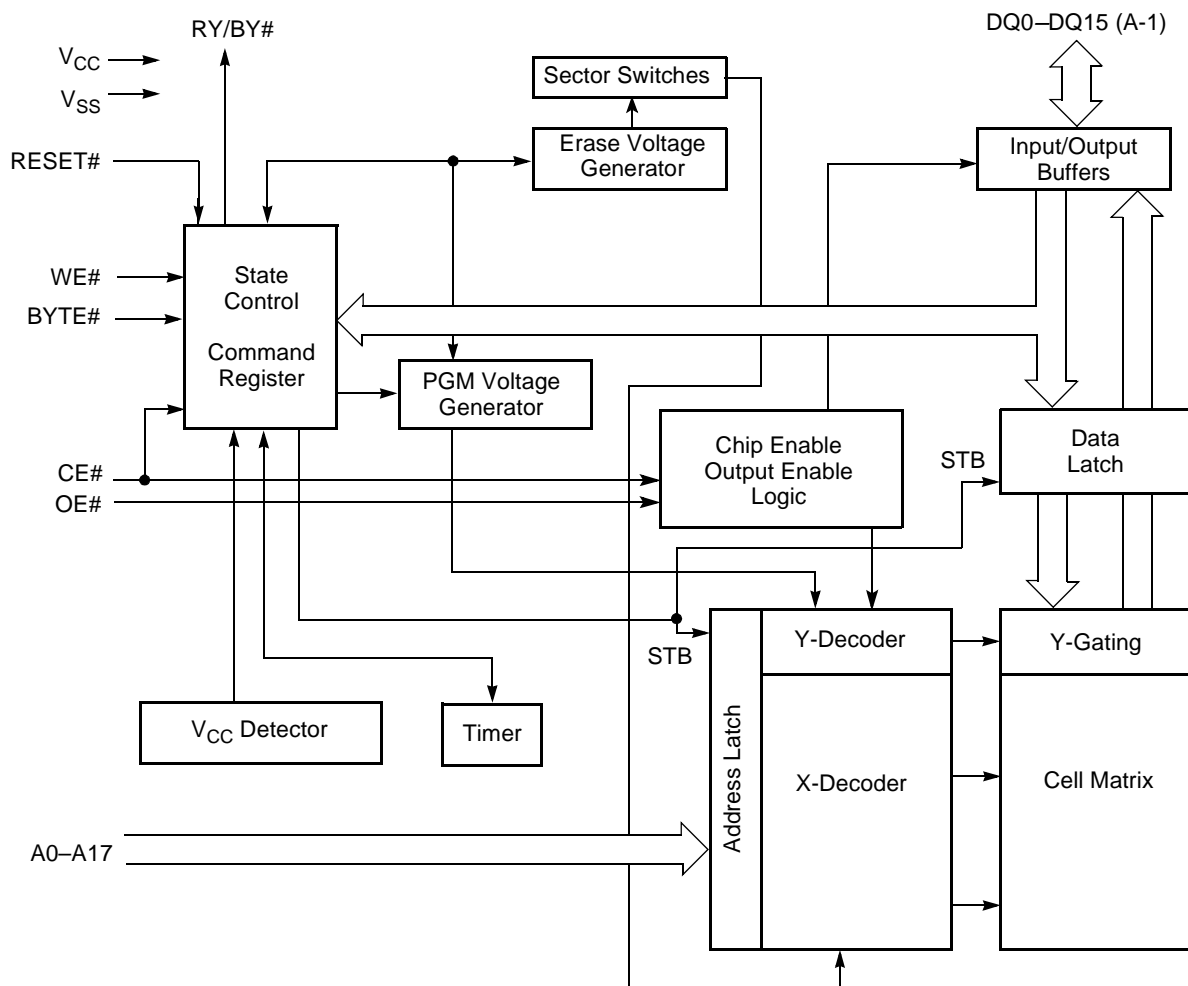 RY/BY#
DQ0–DQ15 (A-1)
VCC
VSS
Sector Switches
Erase Voltage
Generator
Input/Output
Buffers
RESET#
WE#
BYTE#
State
Control
Command
Register
PGM Voltage
Generator
Chip Enable
Output Enable
Logic
STB
Data
Latch
CE#
OE#
STB
Y-Decoder
Y-Gating
VCC Detector
Timer
Address Latch
X-Decoder
Cell Matrix
A0–A17